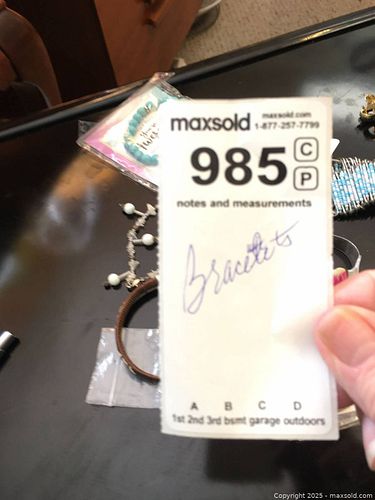 maxsold maxsold.com
1-877-257-7799
985 C
P
notes and measurements
Bracelets
A B C D
1st 2nd 3rd bsmt garage outdoors
Copyright 2025 - maxsold.com